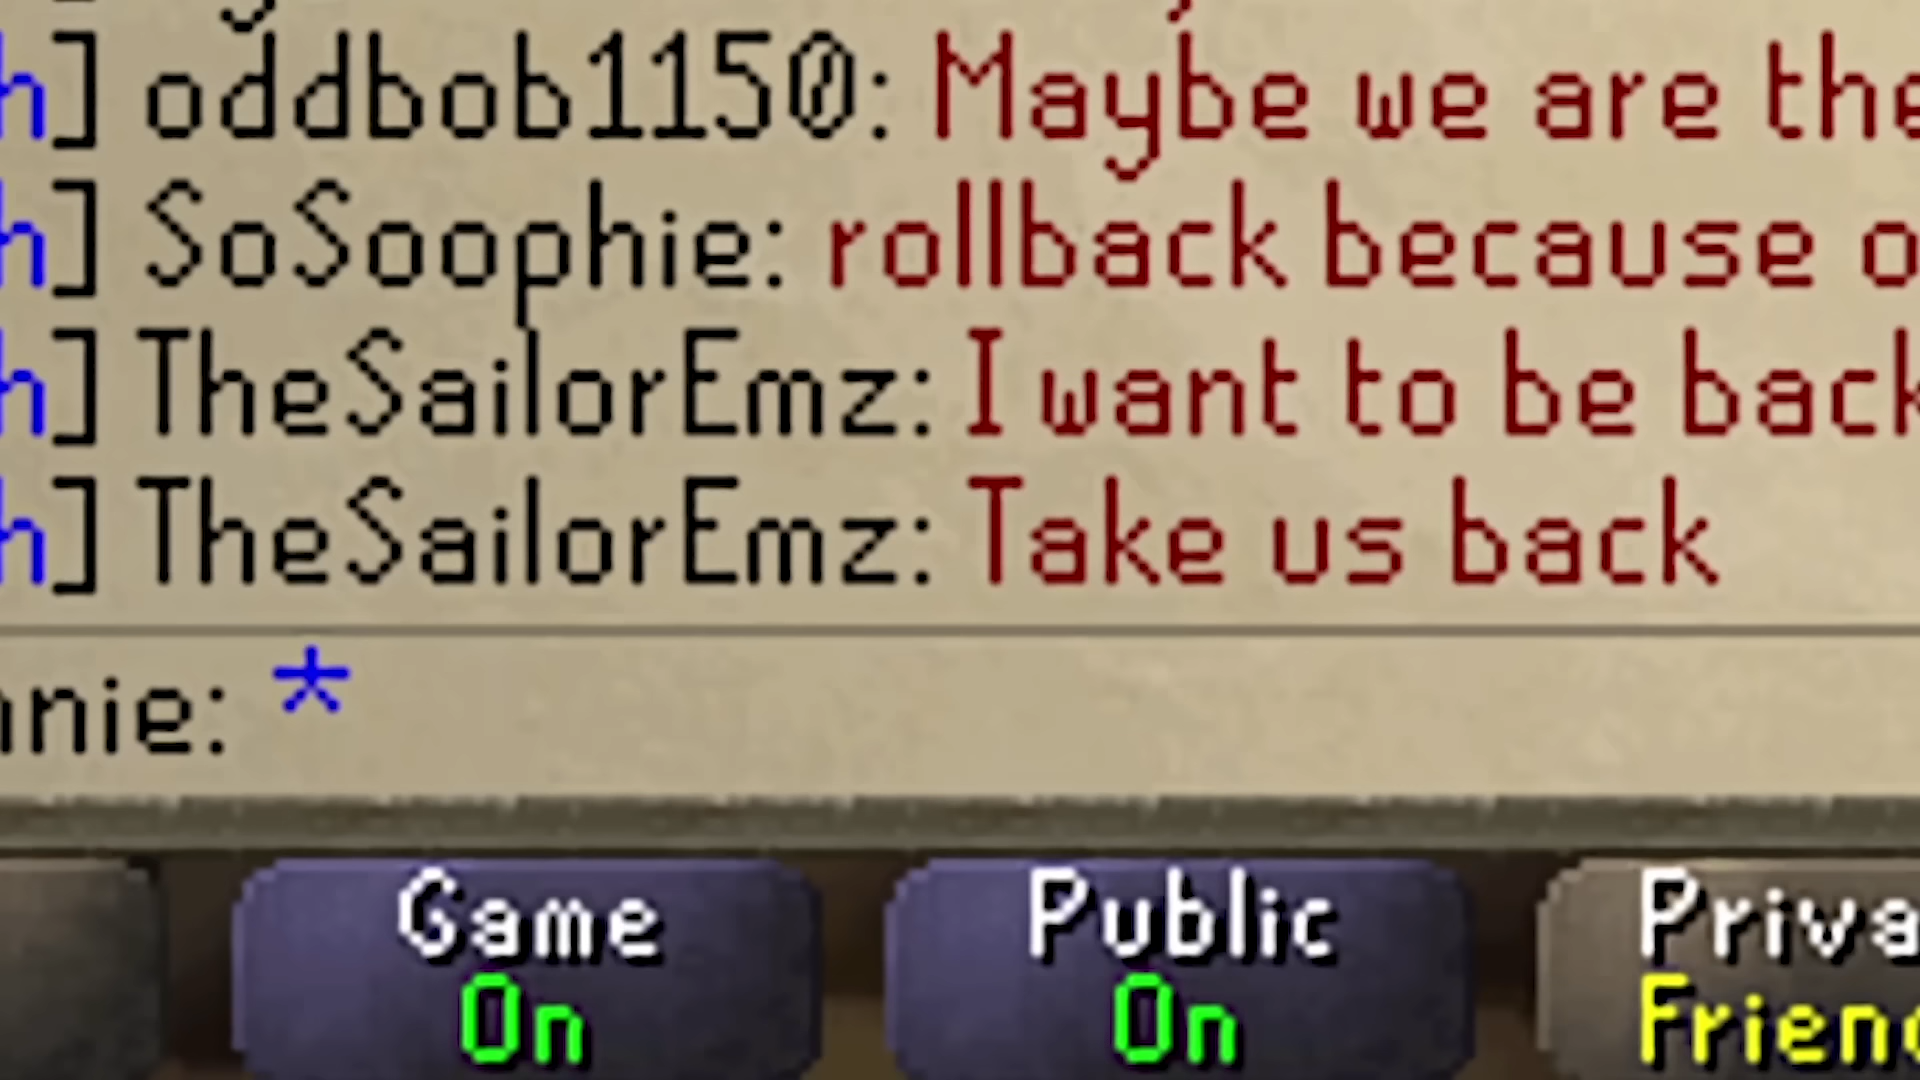 h] oddbob1150: Maybe we are the
h] SoSoophie: rollback because o
h] TheSailorEmz: I want to be back
h] TheSailorEmz: Take us back
nnie: *
Game Public Priva
On On Frien